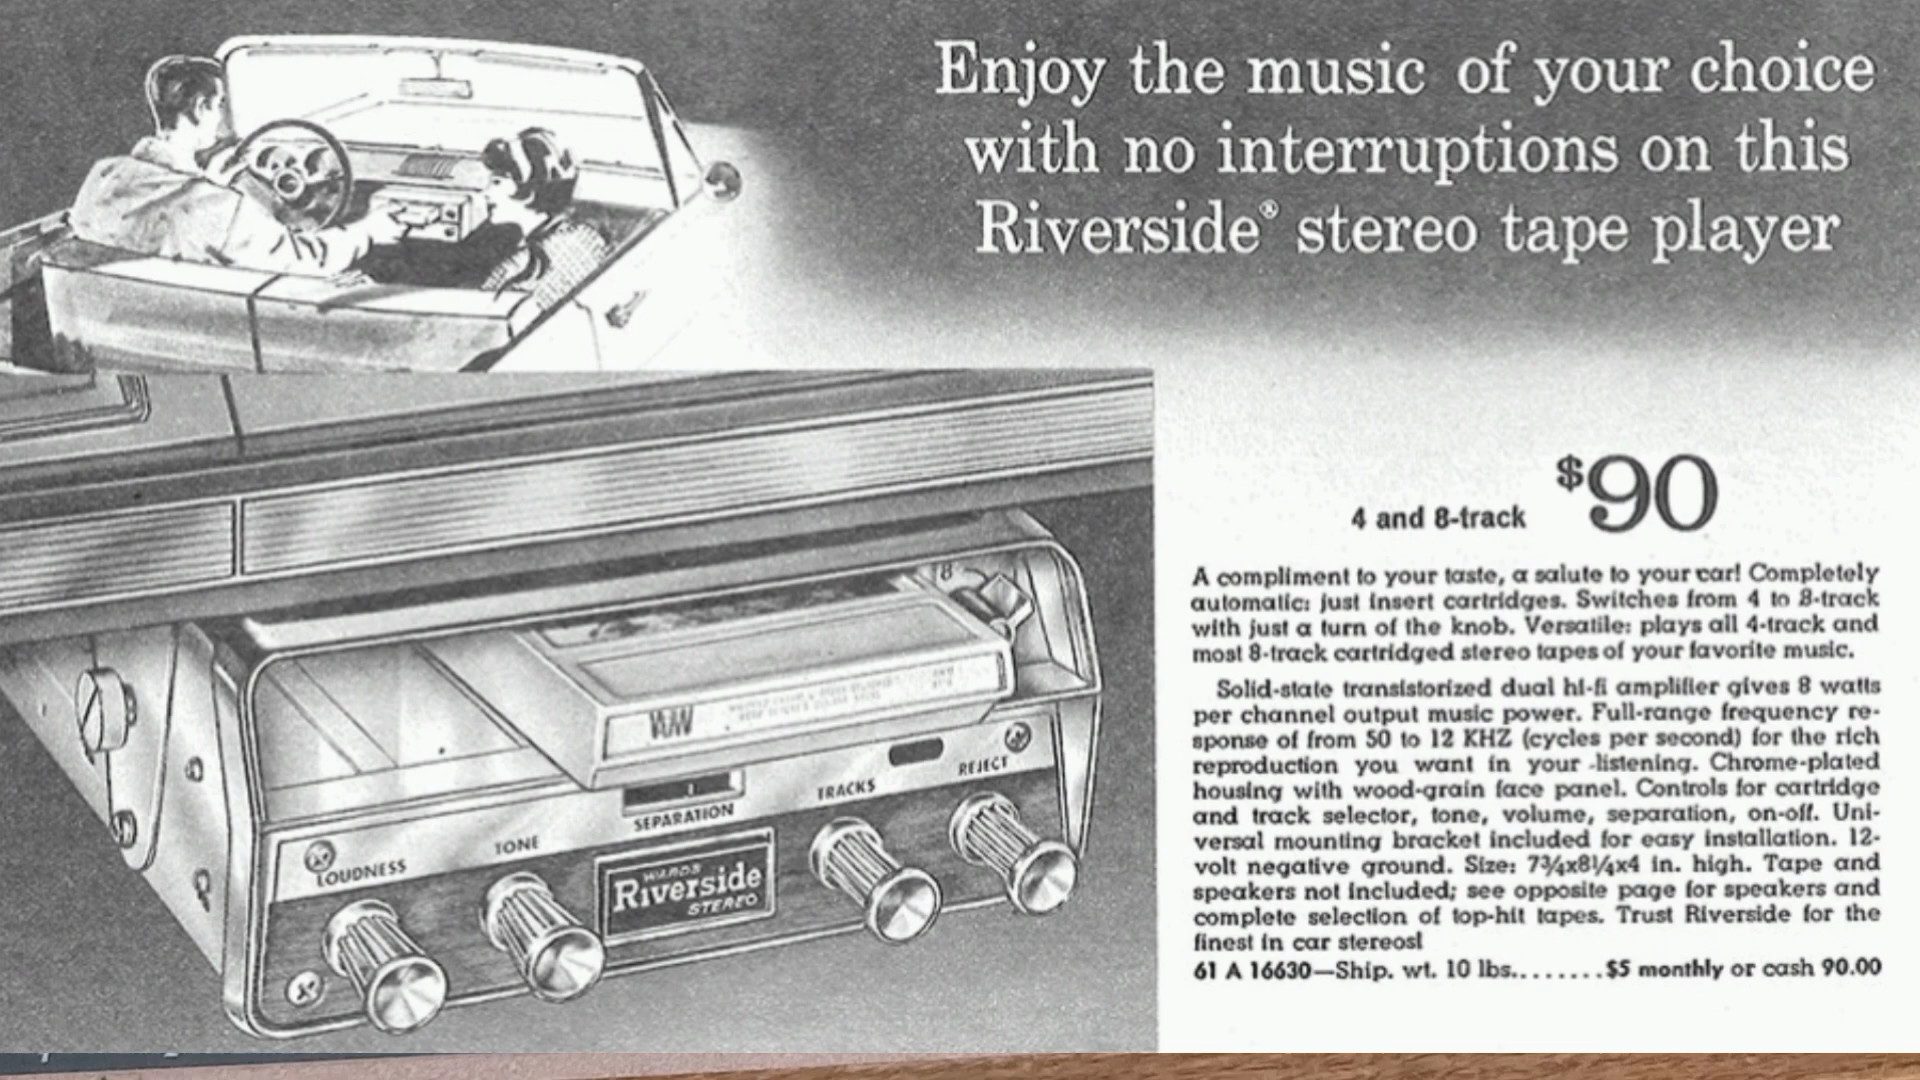 Enjoy the music of your choice
with no interruptions on this
Riverside® stereo tape player
4 and 8-track $90
A compliment to your taste, a salute to your car! Completely
automatic: just insert cartridges. Switches from 4 to 8-track
with just a turn of the knob. Versatile: plays all 4-track and
most 8-track cartridged stereo tapes of your favorite music.
Solid-state transistorized dual hi-fi amplifier gives 8 watts
per channel output music power. Full-range frequency re-
sponse of from 50 to 12 KHZ (cycles per second) for the rich
reproduction you want in your listening. Chrome-plated
housing with wood-grain face panel. Controls for cartridge
and track selector, tone, volume, separation, on-off. Uni-
versal mounting bracket included for easy installation. 12-
volt negative ground. Size: 7¾x8¼x4 in. high. Tape and
speakers not included; see opposite page for speakers and
complete selection of top-hit tapes. Trust Riverside for the
finest in car stereos!
61 A 16630—Ship. wt. 10 lbs........$5 monthly or cash 90.00
8
LOUDNESS
TONE
SEPARATION
TRACKS
REJECT
WARDS
Riverside
STEREO